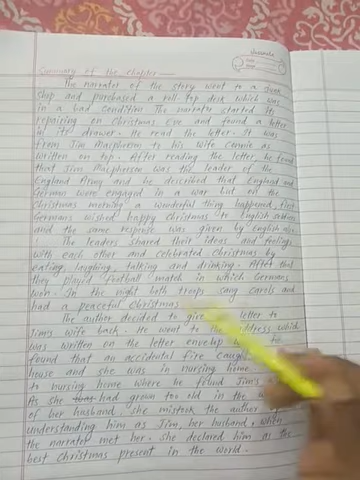 Summary of the chapter
The narrator of the story went to a junk
shop and purchased a roll top desk which was
in a bad condition. The narrator started its
repairing on Christmas Eve and found a letter
in its drawer. He read the letter. It was
from Jim Macpherson to his wife Connie as
written on top. After reading the letter, he found
that Jim Macpherson was the leader of the
England Army and he described that England and
German were engaged in a war but on the
Christmas morning a wonderful thing happened, first
Germans wished happy Christmas to English soldiers
and the same response was given by English also.
The leaders shared their ideas and feelings
with each other and celebrated Christmas by
eating, laughing, talking and drinking. After that
they played football match in which Germans
won. In the night both troops sang carols and
had a peaceful Christmas
The author decided to give letter to
Jim's wife back. He went to the address which
was written on the letter envelop
found that an accidental fire caught
house and she was in nursing home.
to nursing home where he found Jim's
As she had grown too old in the
of her husband. She mistook the author
understanding him as Jim, her husband, when
the narrator met her. She declared him as the
best Christmas present in the world.